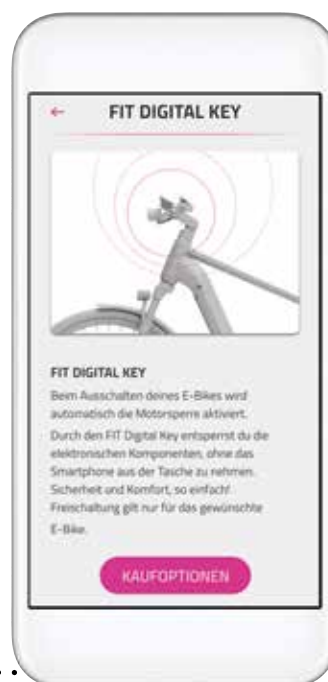 FIT DIGITAL KEY
FIT DIGITAL KEY
Beim Ausschalten deines E-Bikes wird
automatisch die Motorsperre aktiviert.
Durch den FIT Digital Key entsperrst du die
elektronischen Komponenten, ohne das
Smartphone aus der Tasche zu nehmen.
Sicherheit und Komfort, so einfach!
Freischaltung gilt nur für das gewünschte
E-Bike.
KAUFOPTIONEN